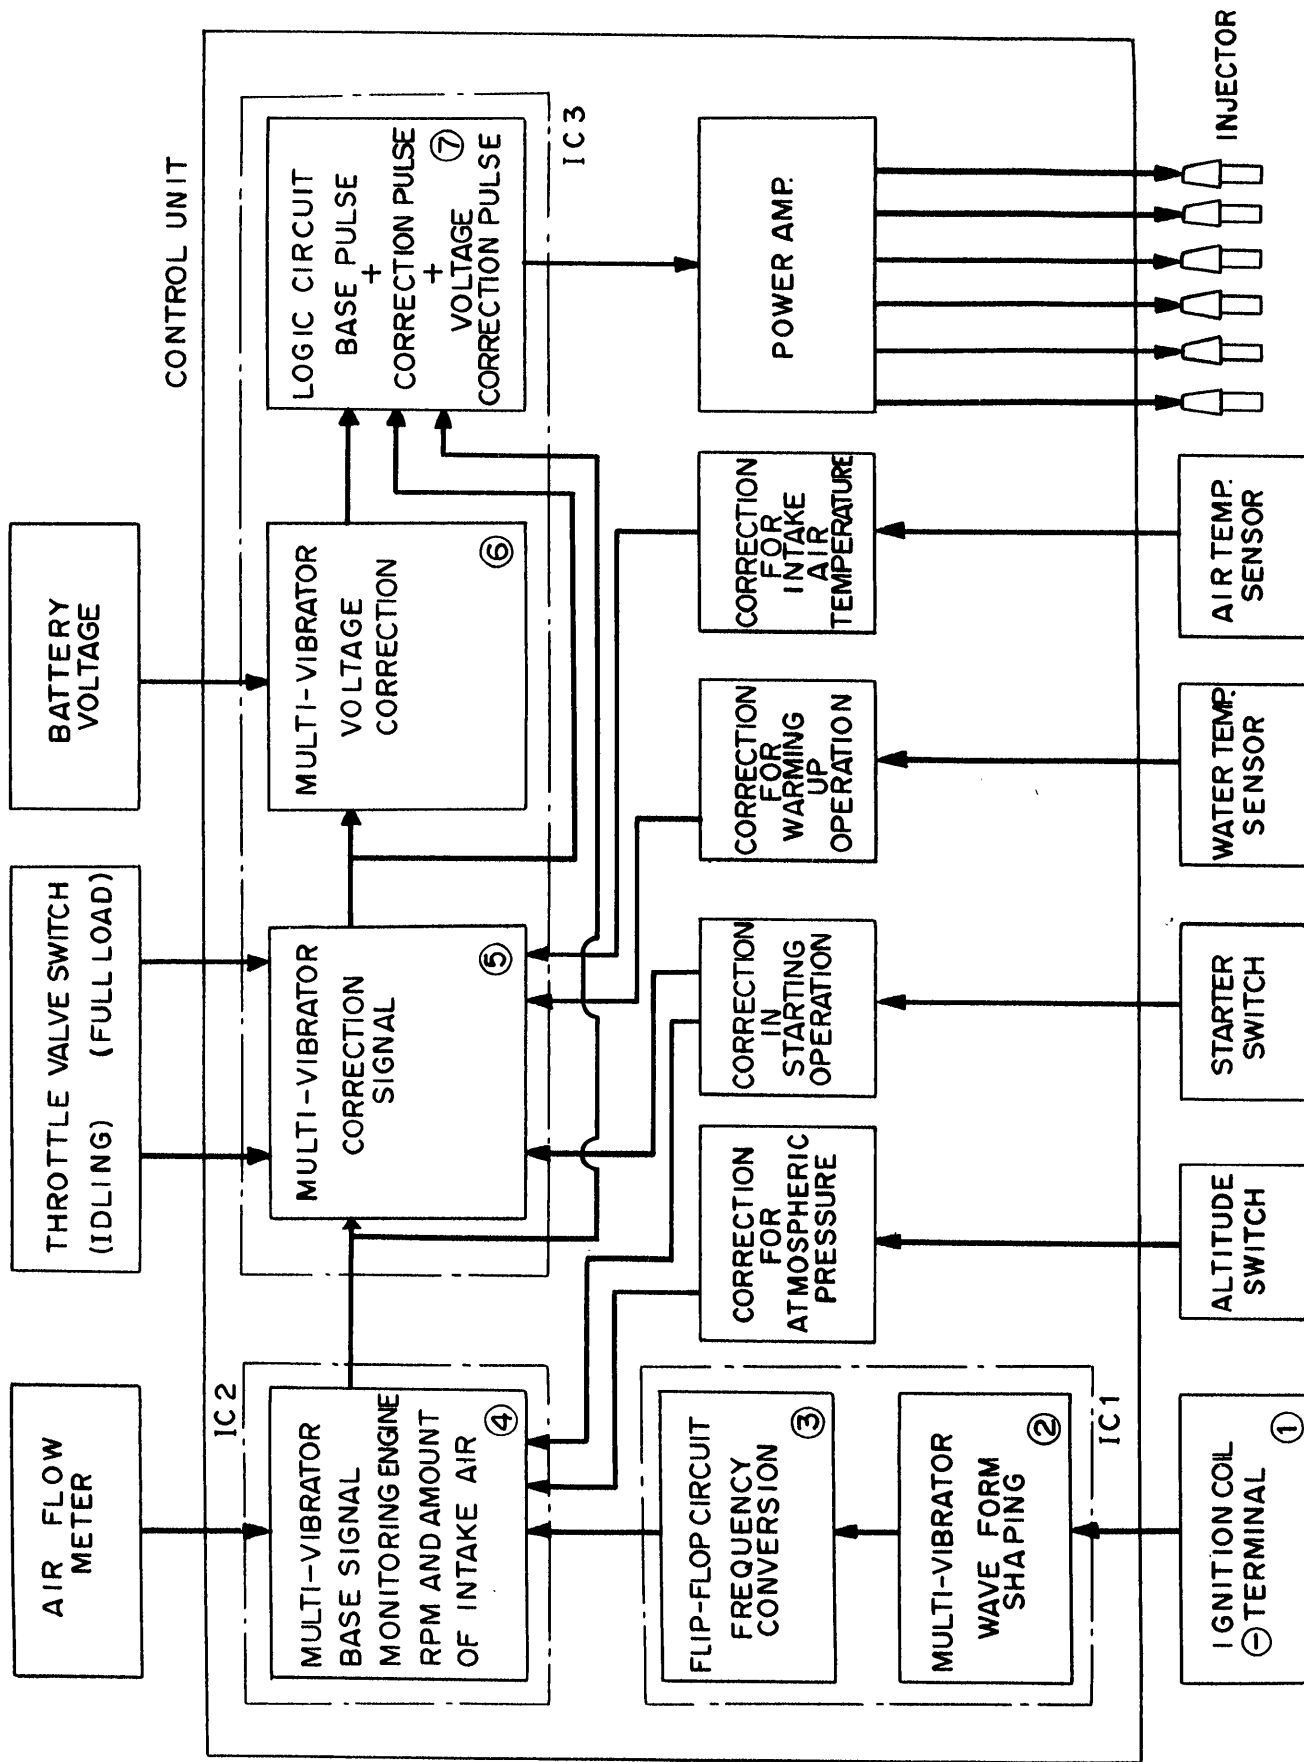 AIR FLOW
METER
THROTTLE VALVE SWITCH
(IDLING) (FULL LOAD)
BATTERY
VOLTAGE
CONTROL UNIT
IC2
MULTI-VIBRATOR
BASE SIGNAL
MONITORING ENGINE
RPM AND AMOUNT
OF INTAKE AIR
④
MULTI-VIBRATOR
CORRECTION
SIGNAL
⑤
MULTI-VIBRATOR
VOLTAGE
CORRECTION
⑥
LOGIC CIRCUIT
BASE PULSE
+
CORRECTION PULSE
+ ⑦
VOLTAGE
CORRECTION PULSE
IC3
FLIP-FLOP CIRCUIT
FREQUENCY
CONVERSION
③
MULTI-VIBRATOR
WAVE FORM
SHAPING
②
IC1
CORRECTION
FOR
ATMOSPHERIC
PRESSURE
CORRECTION
IN
STARTING
OPERATION
CORRECTION
FOR
WARMING
UP
OPERATION
CORRECTION
FOR
INTAKE
AIR
TEMPERATURE
POWER AMP.
IGNITION COIL
⊖ TERMINAL ①
ALTITUDE
SWITCH
STARTER
SWITCH
WATER TEMP.
SENSOR
AIR TEMP.
SENSOR
INJECTOR